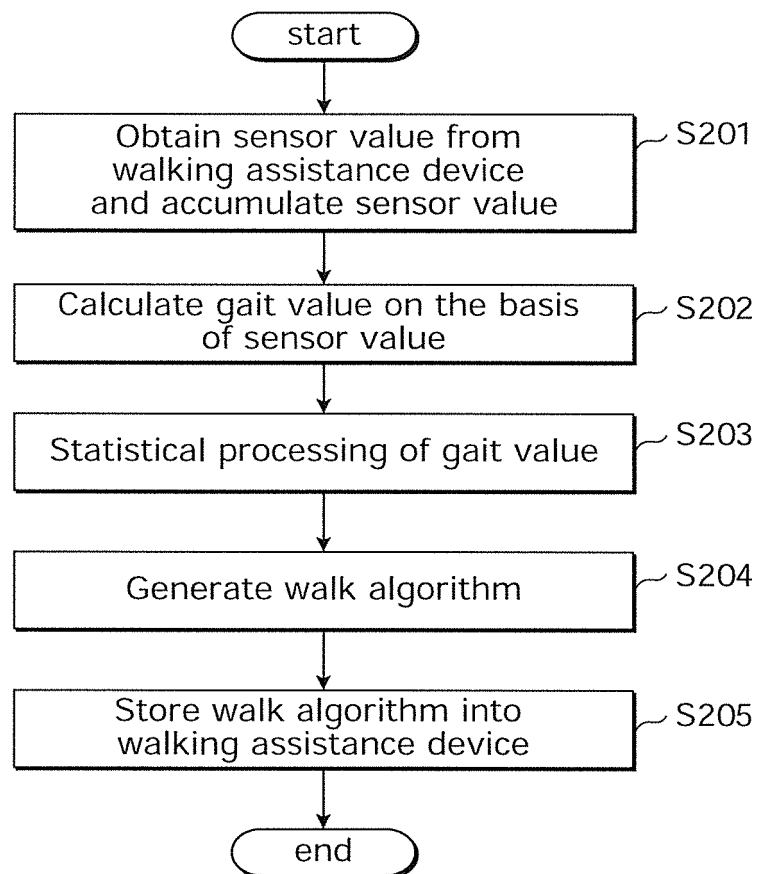 start
Obtain sensor value from
walking assistance device
and accumulate sensor value
S201
Calculate gait value on the basis
of sensor value
S202
Statistical processing of gait value
S203
Generate walk algorithm
S204
Store walk algorithm into
walking assistance device
S205
end